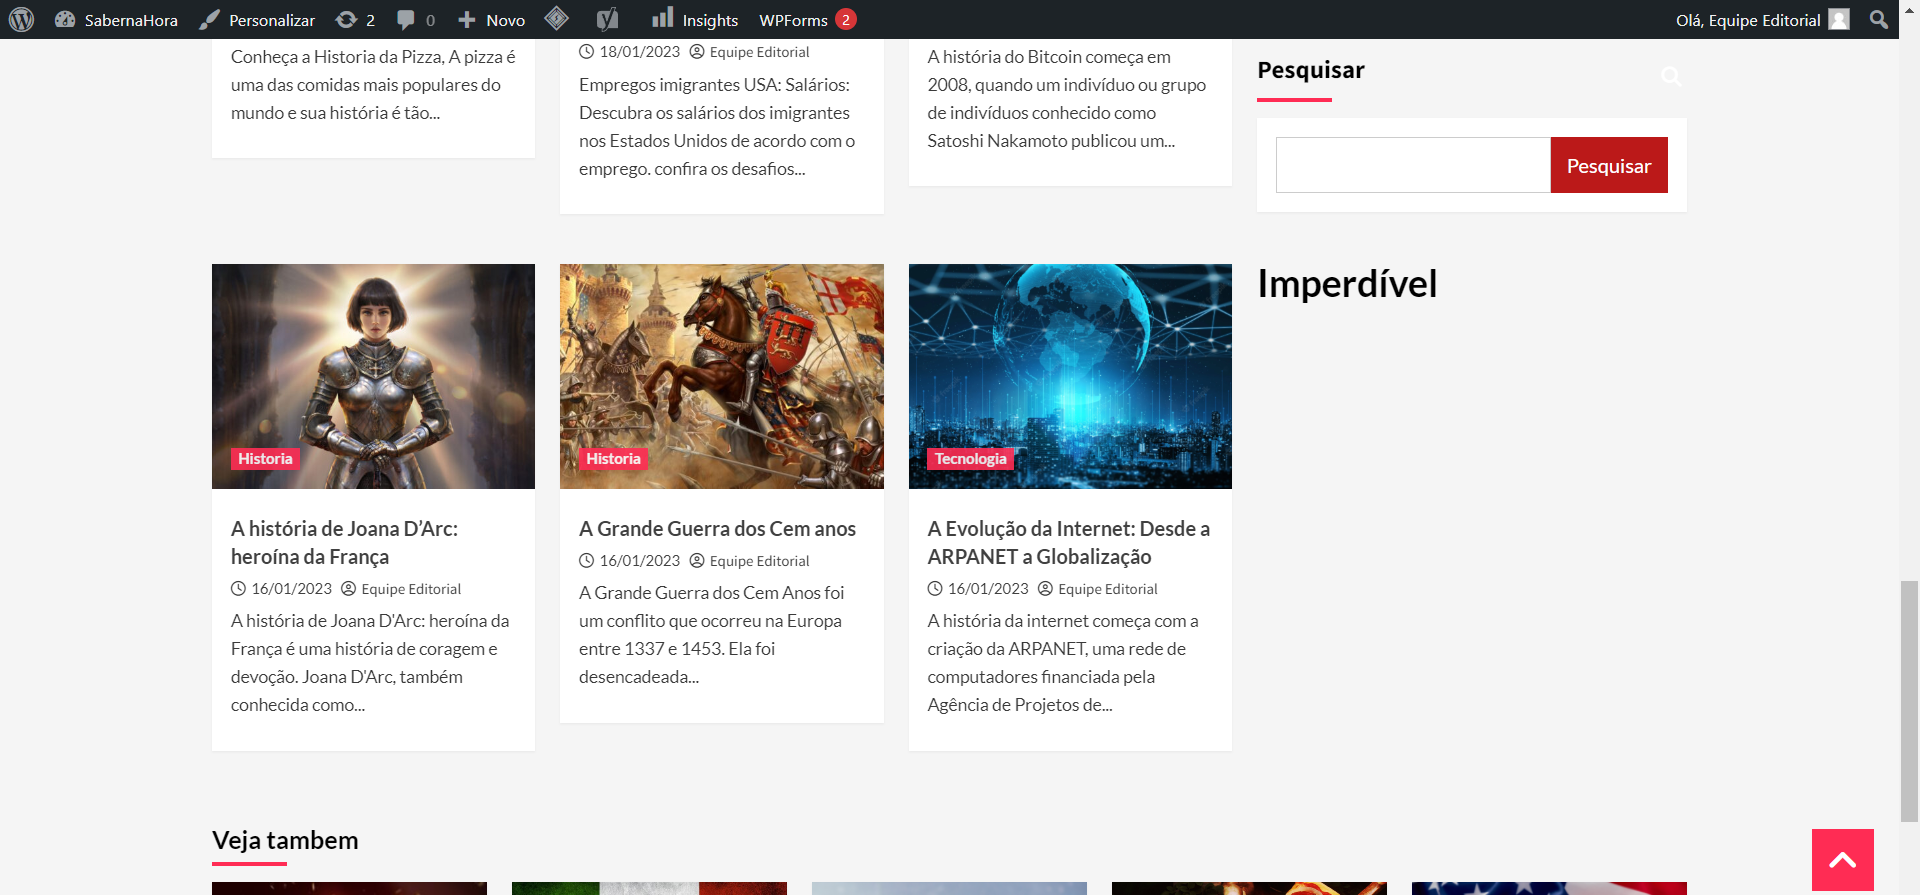 SabernaHora Personalizar 2 0 Novo Insights WPForms 2 Olá, Equipe Editorial
Conheça a Historia da Pizza, A pizza é
uma das comidas mais populares do
mundo e sua história é tão...
18/01/2023 Equipe Editorial
Empregos imigrantes USA: Salários:
Descubra os salários dos imigrantes
nos Estados Unidos de acordo com o
emprego. confira os desafios...
A história do Bitcoin começa em
2008, quando um indivíduo ou grupo
de indivíduos conhecido como
Satoshi Nakamoto publicou um...
Pesquisar
Pesquisar
Imperdível
Historia
A história de Joana D’Arc:
heroína da França
16/01/2023 Equipe Editorial
A história de Joana D'Arc: heroína da
França é uma história de coragem e
devoção. Joana D'Arc, também
conhecida como...
Historia
A Grande Guerra dos Cem anos
16/01/2023 Equipe Editorial
A Grande Guerra dos Cem Anos foi
um conflito que ocorreu na Europa
entre 1337 e 1453. Ela foi
desencadeada...
Tecnologia
A Evolução da Internet: Desde a
ARPANET a Globalização
16/01/2023 Equipe Editorial
A história da internet começa com a
criação da ARPANET, uma rede de
computadores financiada pela
Agência de Projetos de...
Veja tambem